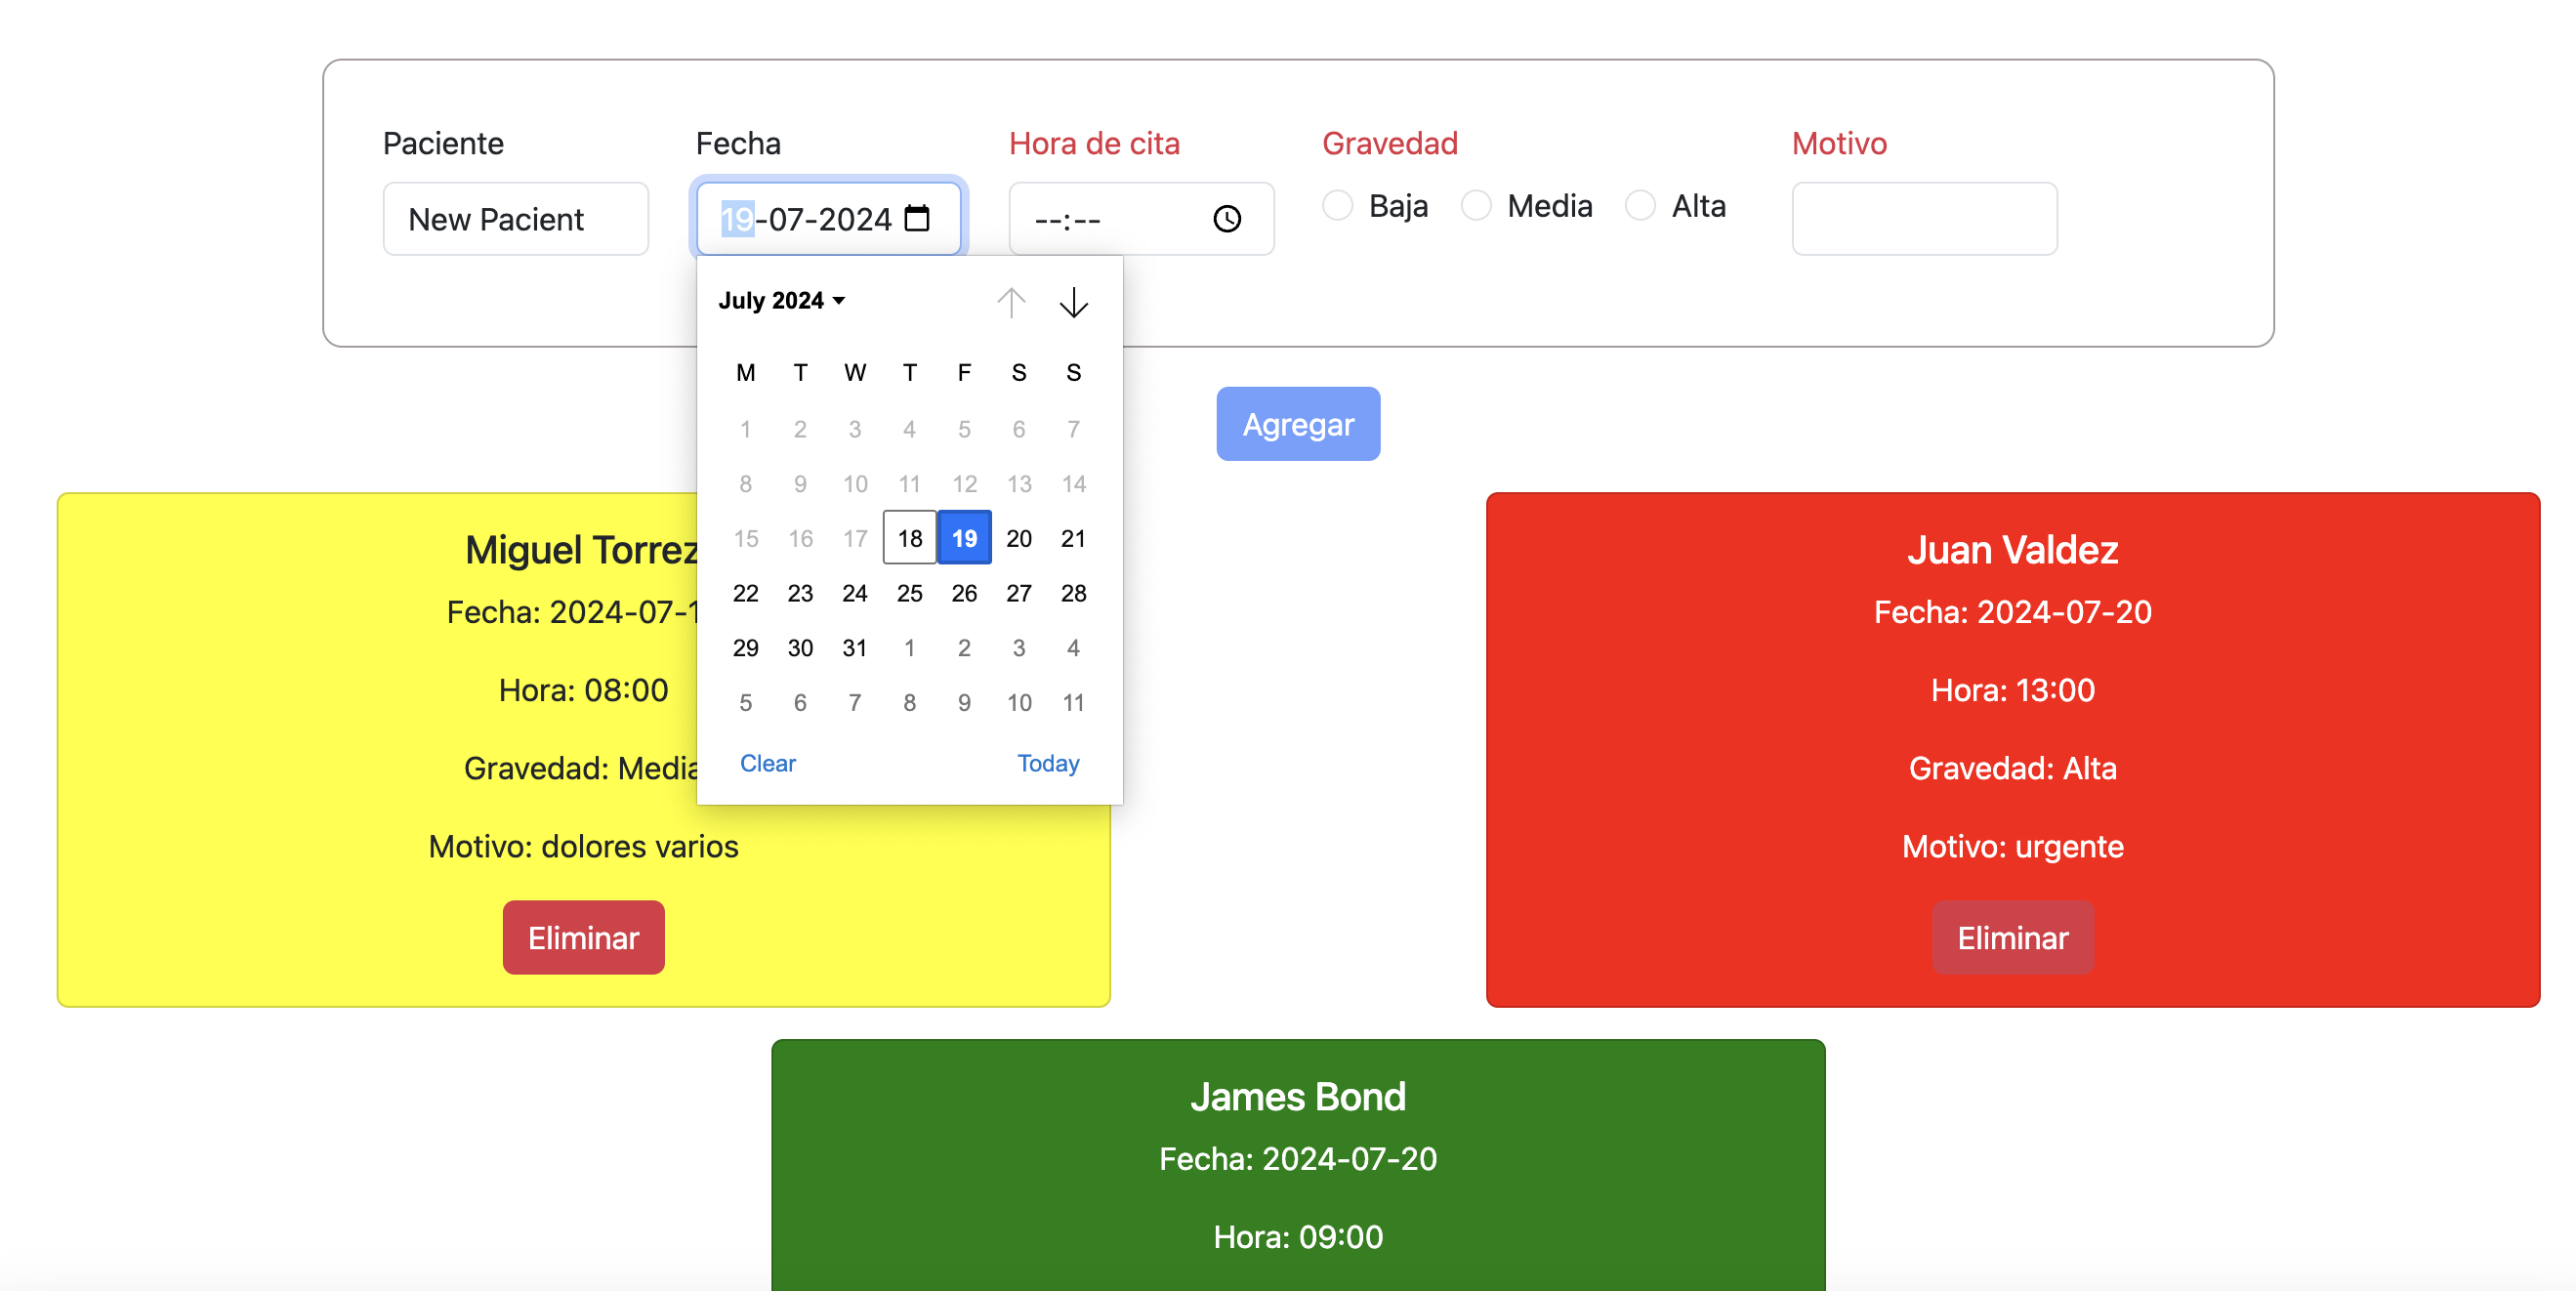 Paciente
Fecha
Hora de cita
Gravedad
Motivo
New Pacient
19-07-2024
--:--
Baja
Media
Alta
July 2024
M T W T F S S
1 2 3 4 5 6 7
8 9 10 11 12 13 14
15 16 17 18 19 20 21
22 23 24 25 26 27 28
29 30 31 1 2 3 4
5 6 7 8 9 10 11
Clear
Today
Agregar
Miguel Torrez
Fecha: 2024-07-1
Hora: 08:00
Gravedad: Media
Motivo: dolores varios
Eliminar
Juan Valdez
Fecha: 2024-07-20
Hora: 13:00
Gravedad: Alta
Motivo: urgente
Eliminar
James Bond
Fecha: 2024-07-20
Hora: 09:00